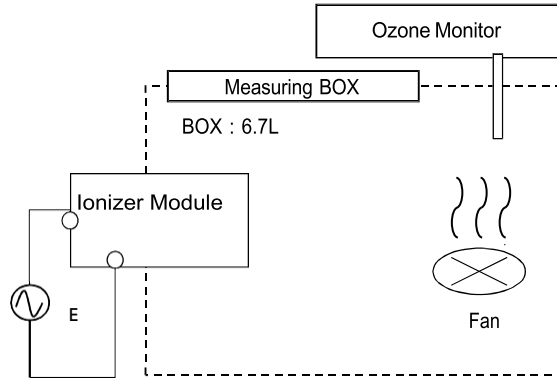 Ozone Monitor
Measuring BOX
BOX : 6.7L
Ionizer Module
E
Fan